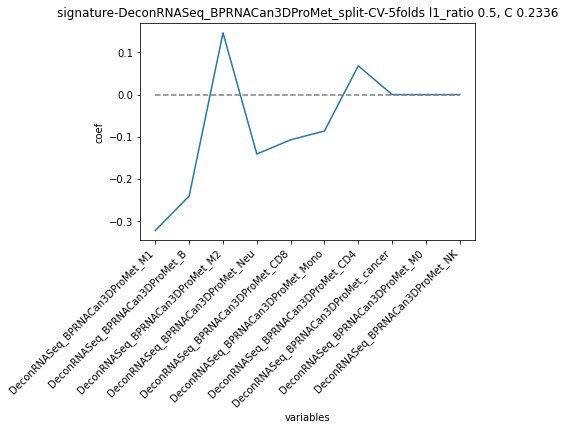 signature-DeconRNASeq_BPRNACan3DProMet_split-CV-5folds l1_ratio 0.5, C 0.2336
0.1
0.0
−0.1
−0.2
−0.3
coef
DeconRNASeq_BPRNACan3DProMet_M1
DeconRNASeq_BPRNACan3DProMet_B
DeconRNASeq_BPRNACan3DProMet_M2
DeconRNASeq_BPRNACan3DProMet_Neu
DeconRNASeq_BPRNACan3DProMet_CD8
DeconRNASeq_BPRNACan3DProMet_Mono
DeconRNASeq_BPRNACan3DProMet_CD4
DeconRNASeq_BPRNACan3DProMet_cancer
DeconRNASeq_BPRNACan3DProMet_M0
DeconRNASeq_BPRNACan3DProMet_NK
variables